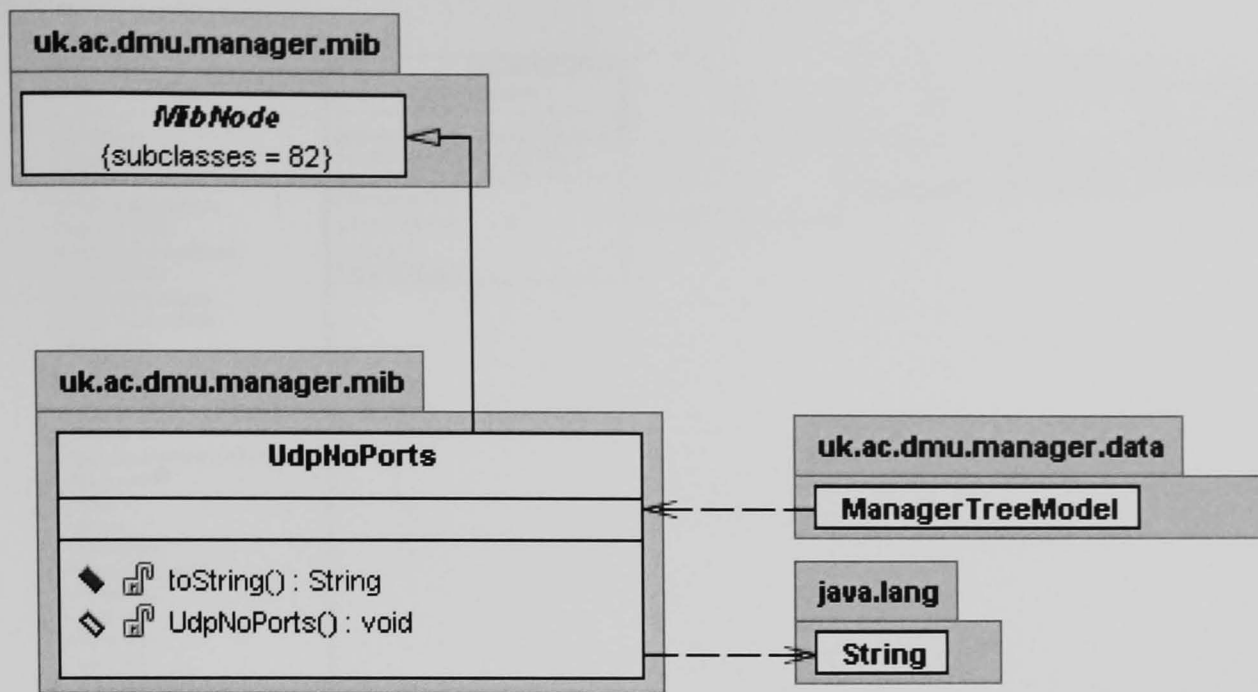 uk.ac.dmu.manager.mib
MibNode
{subclasses = 82}
uk.ac.dmu.manager.mib
UdpNoPorts
toString() : String
UdpNoPorts() : void
uk.ac.dmu.manager.data
ManagerTreeModel
java.lang
String